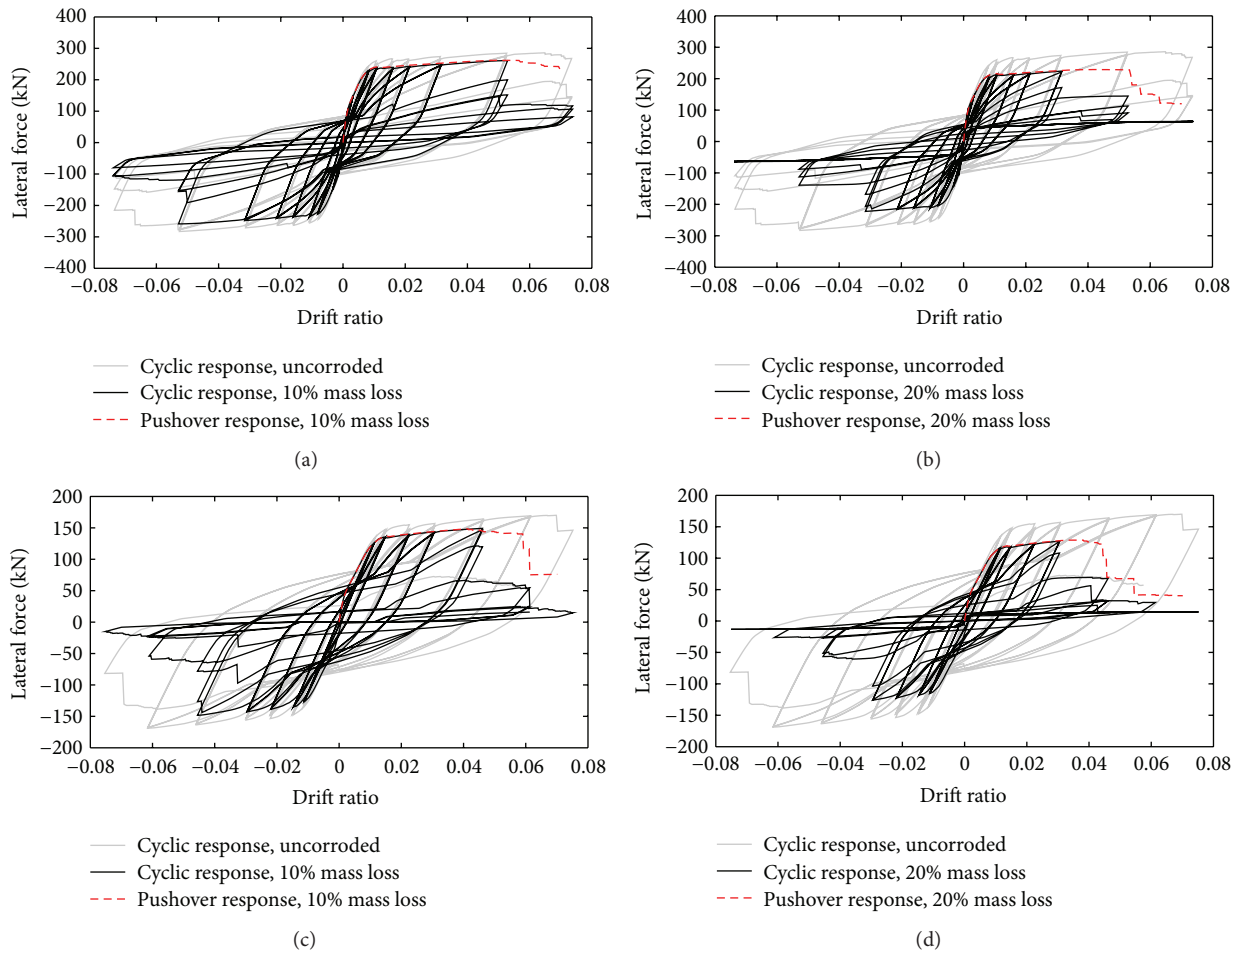 400
300
200
100
0
−100
−200
−300
400
Lateral force (kN)
−0.08 −0.06 −0.04 −0.02 0 0.02 0.04 0.06 0.08
Drift ratio
Cyclic response, uncorroded
Cyclic response, 10% mass loss
Pushover response, 10% mass loss
(a)
400
300
200
100
0
−100
−200
−300
400
Lateral force (kN)
−0.08 −0.06 −0.04 −0.02 0 0.02 0.04 0.06 0.08
Drift ratio
Cyclic response, uncorroded
Cyclic response, 20% mass loss
Pushover response, 20% mass loss
(b)
200
150
100
50
0
−50
−100
−150
−200
Lateral force (kN)
−0.08 −0.06 −0.04 −0.02 0 0.02 0.04 0.06 0.08
Drift ratio
Cyclic response, uncorroded
Cyclic response, 10% mass loss
Pushover response, 10% mass loss
(c)
200
150
100
50
0
−50
−100
−150
−200
Lateral force (kN)
−0.08 −0.06 −0.04 −0.02 0 0.02 0.04 0.06 0.08
Drift ratio
Cyclic response, uncorroded
Cyclic response, 20% mass loss
Pushover response, 20% mass loss
(d)